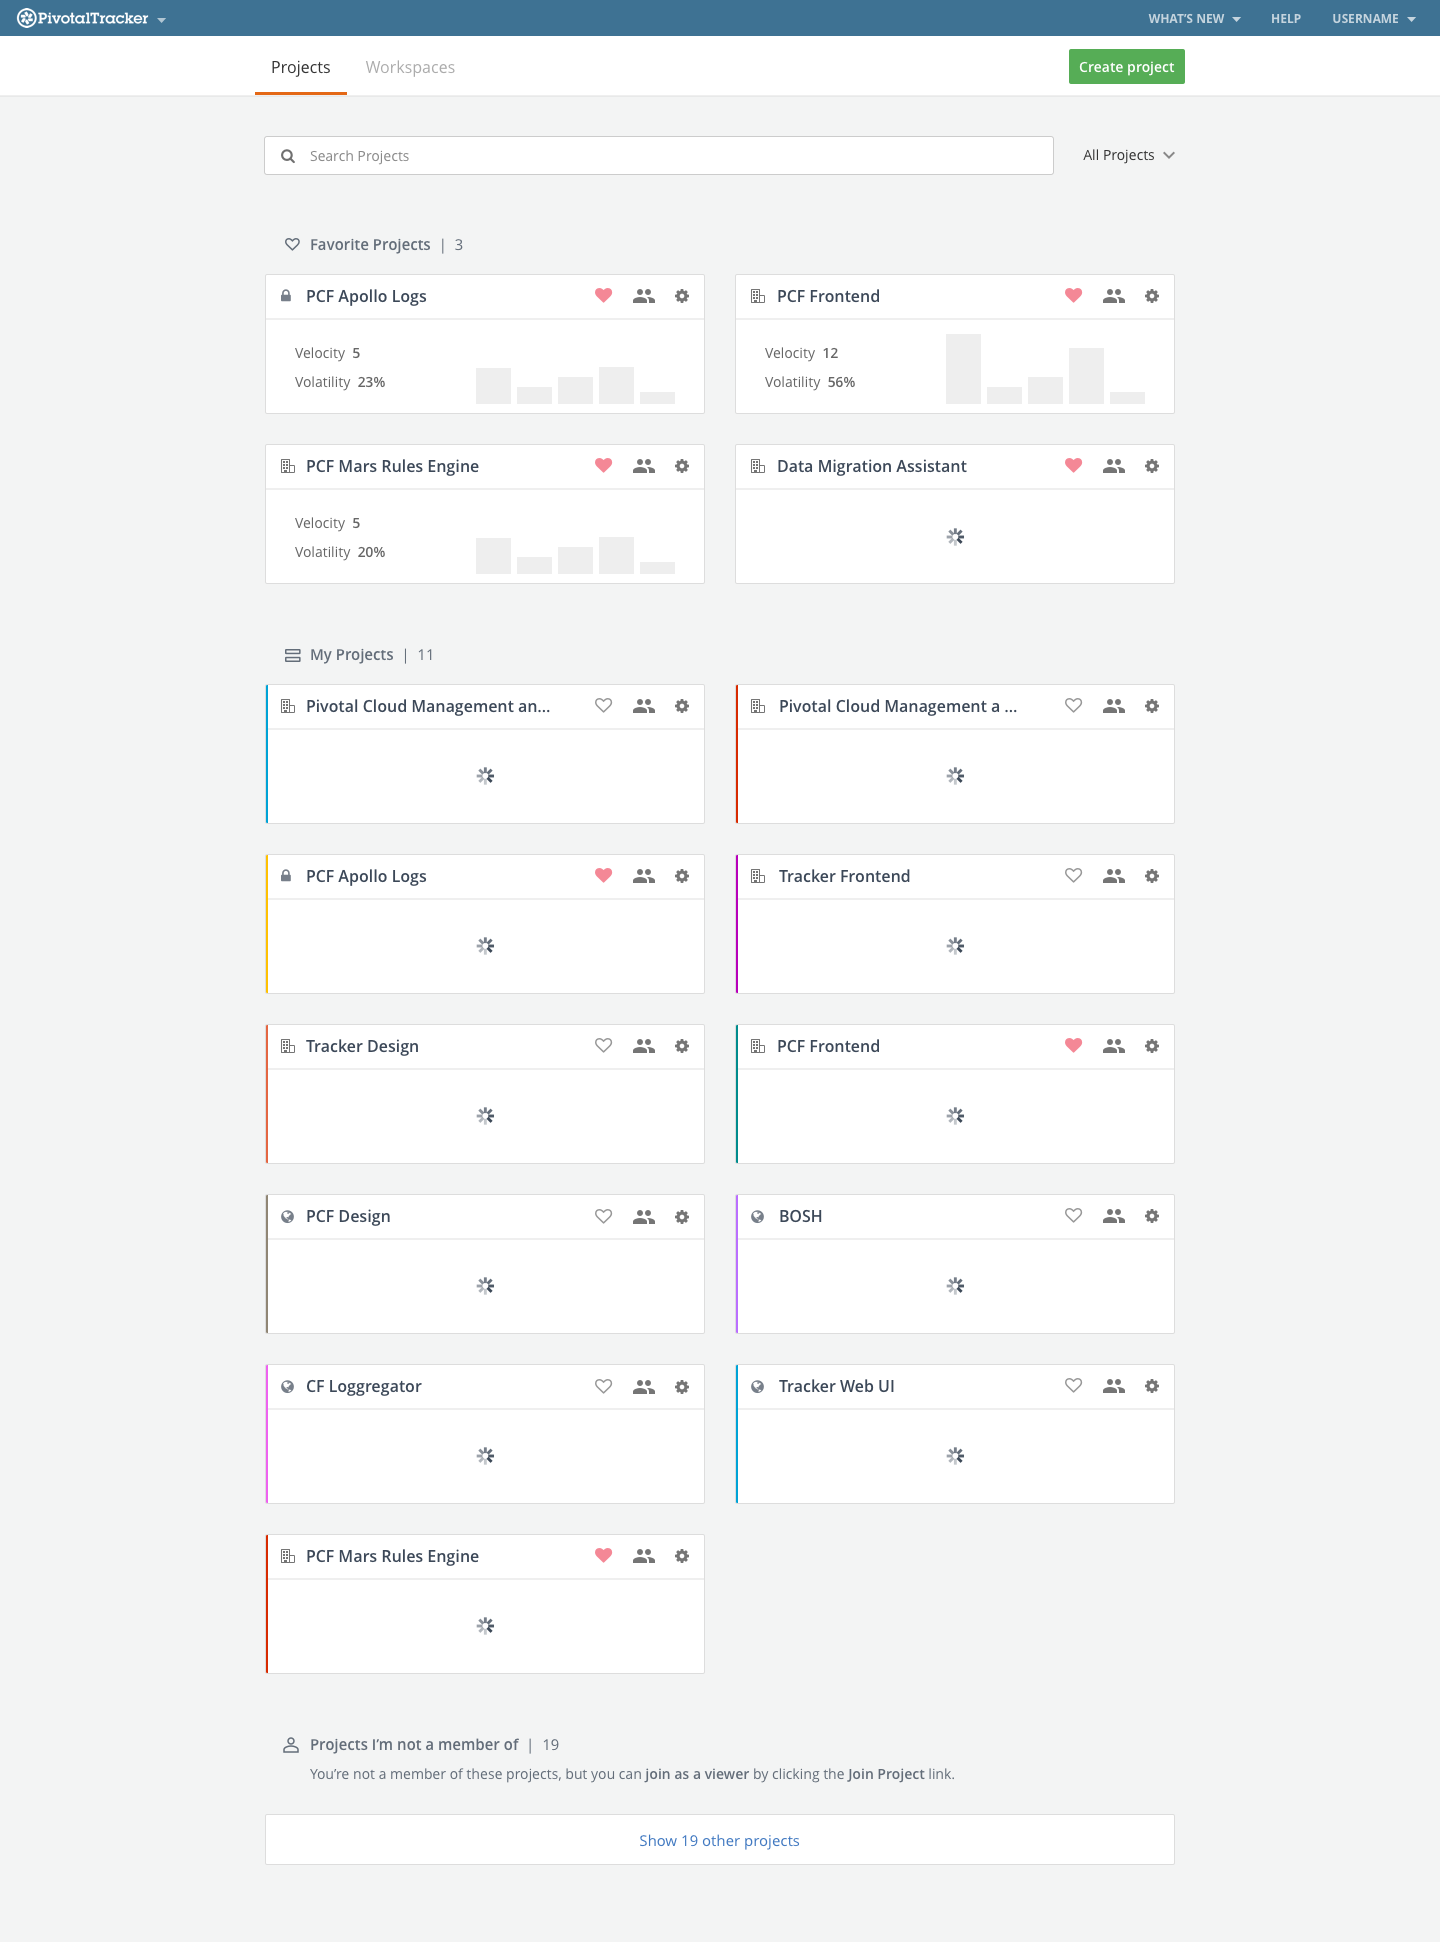 PivotalTracker
WHAT'S NEW
HELP
USERNAME
Projects
Workspaces
Create project
Search Projects
All Projects
Favorite Projects | 3
PCF Apollo Logs
Velocity 5
Volatility 23%
PCF Frontend
Velocity 12
Volatility 56%
PCF Mars Rules Engine
Velocity 5
Volatility 20%
Data Migration Assistant
My Projects | 11
Pivotal Cloud Management an...
Pivotal Cloud Management a ...
PCF Apollo Logs
Tracker Frontend
Tracker Design
PCF Frontend
PCF Design
BOSH
CF Loggregator
Tracker Web UI
PCF Mars Rules Engine
Projects I'm not a member of | 19
You're not a member of these projects, but you can join as a viewer by clicking the Join Project link.
Show 19 other projects